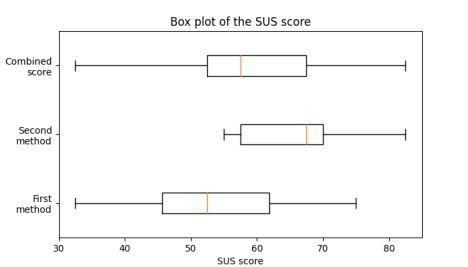 Box plot of the SUS score
Combined
score
Second
method
First
method
30 40 50 60 70 80
SUS score